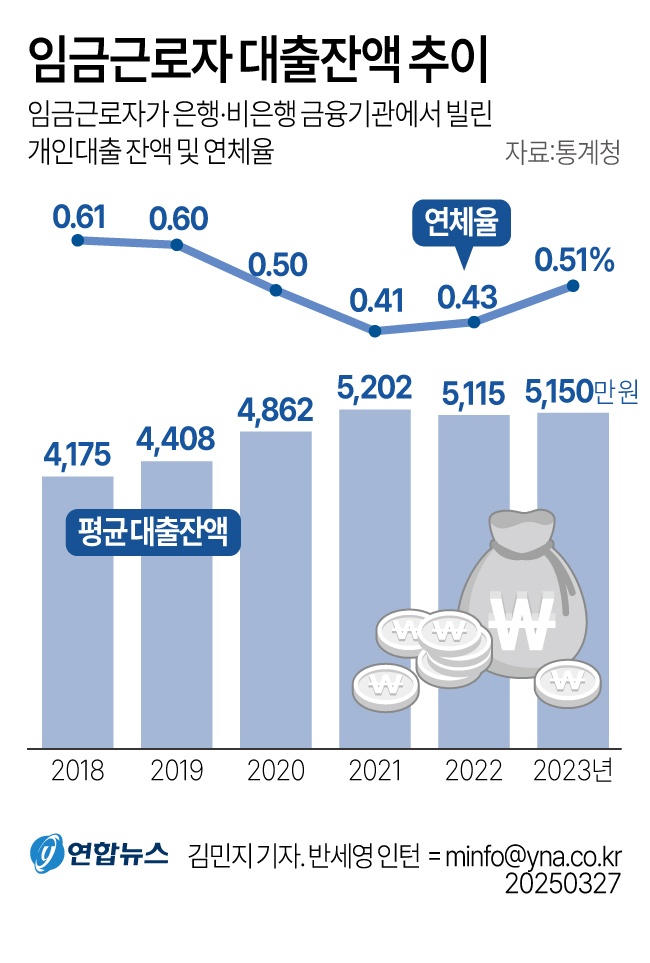 임금근로자 대출잔액 추이
임금근로자가 은행·비은행 금융기관에서 빌린
개인대출 잔액 및 연체율
자료:통계청
0.61
0.60
0.50
0.41
0.43
0.51%
연체율
4,175
4,408
4,862
5,202
5,115
5,150만원
평균 대출잔액
₩
₩
₩
₩
₩
2018
2019
2020
2021
2022
2023년
연합뉴스
김민지 기자. 반세영 인턴 = minfo@yna.co.kr
20250327